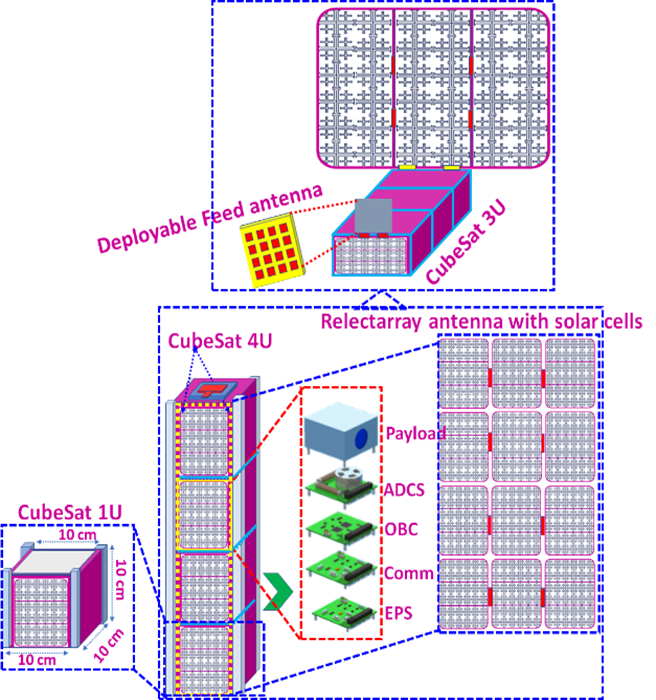 Deployable Feed antenna
CubeSat 3U
Relectarray antenna with solar cells
CubeSat 4U
Payload
ADCS
OBC
Comm
EPS
CubeSat 1U
10 cm
10 cm
10 cm
10 cm